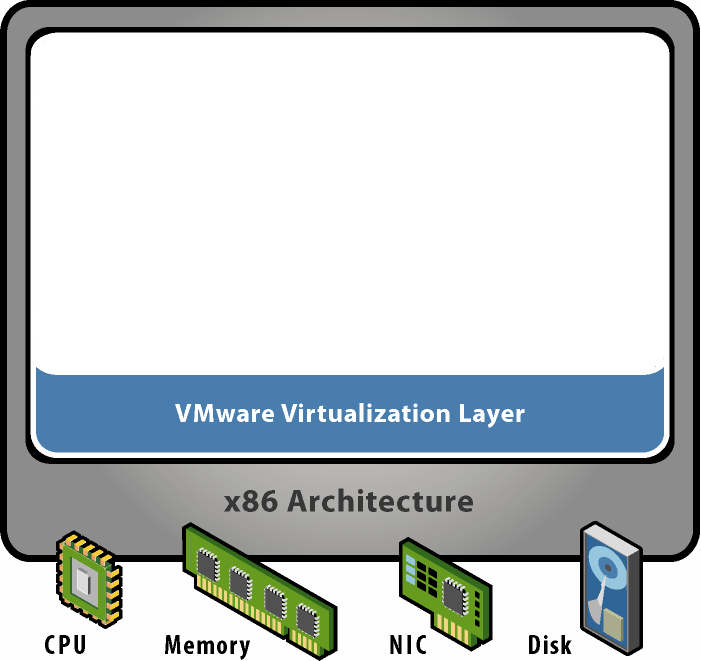 VMware Virtualization Layer
x86 Architecture
CPU
Memory
NIC
Disk